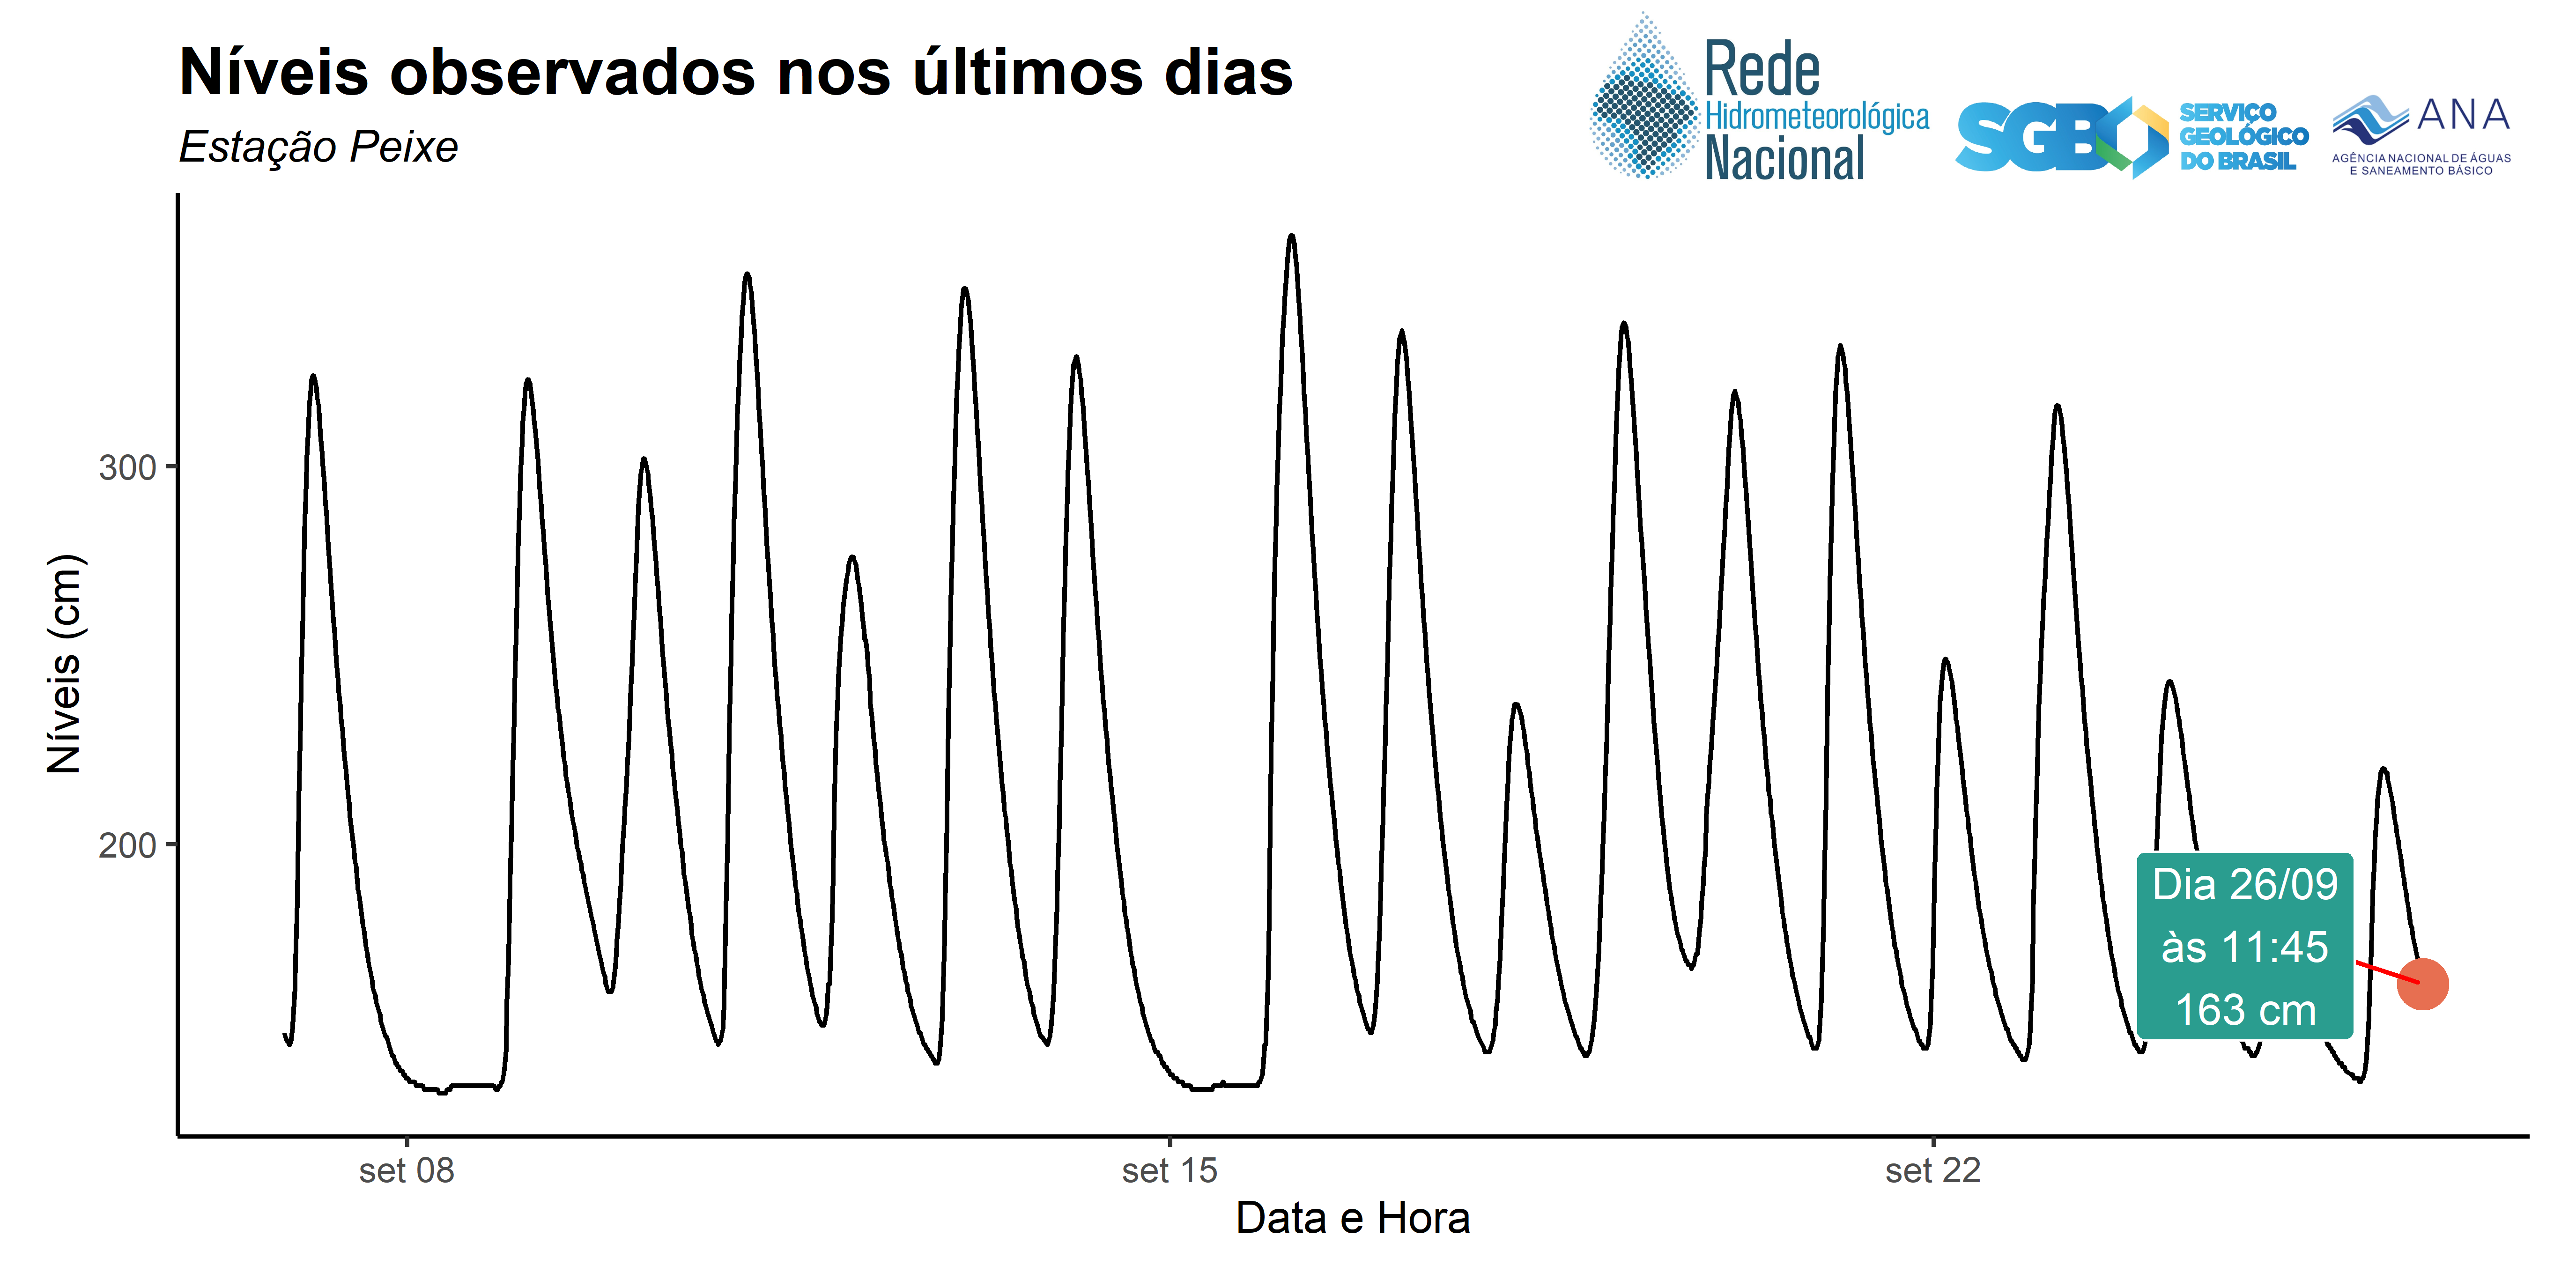 Níveis observados nos últimos dias
Estação Peixe
Rede
Hidrometeorológica
Nacional
SGB
SERVIÇO
GEOLÓGICO
DO BRASIL
ANA
AGÊNCIA NACIONAL DE ÁGUAS
E SANEAMENTO BÁSICO
Níveis (cm)
300
200
Dia 26/09
às 11:45
163 cm
set 08
set 15
set 22
Data e Hora